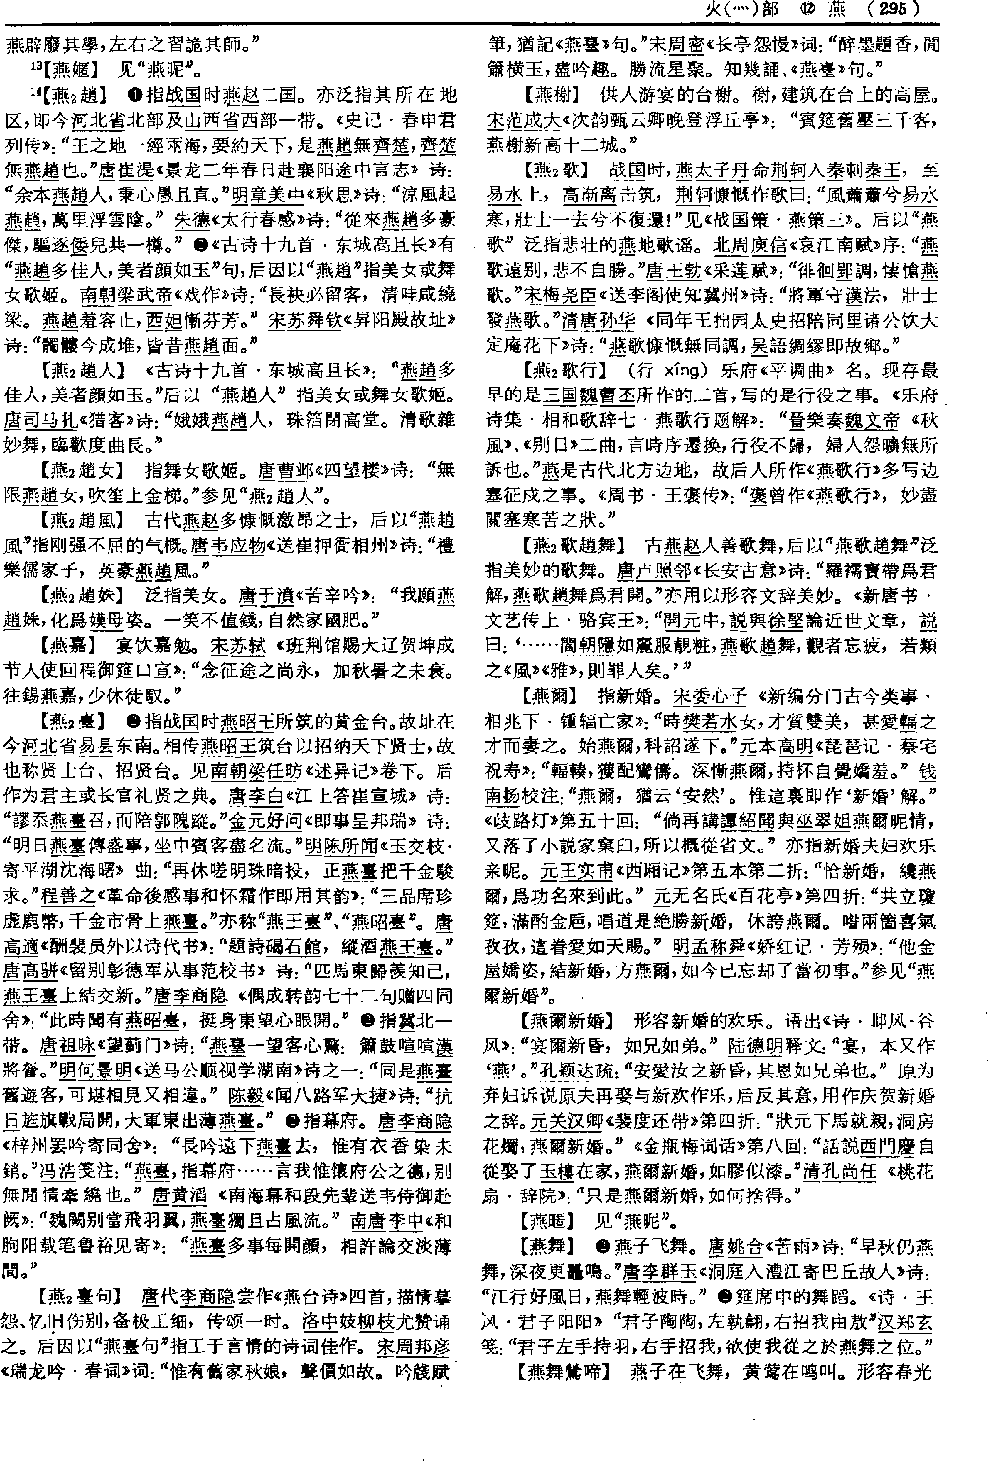 火(灬)部 ⑫ 燕 (295)
燕辟廢其學,左右之習詭其師。”
¹³【燕姬】 见“燕昵”。
¹⁴【燕₂趙】 ❶指战国时燕赵二国。亦泛指其所在地
区,即今河北省北部及山西省西部一带。《史记·春申君
列传》:“王之地一經兩海,要約天下,是燕趙無齊楚,齊楚
無燕趙也。”唐崔湜《景龙二年春日赴襄阳途中言志》诗:
“余本燕趙人,秉心愚且直。”明章美中《秋思》诗:“涼風起
燕趙,萬里浮雲陰。” 朱德《太行春感》诗:“從來燕趙多豪
傑,驅逐倭兒共一樽。” ❷《古诗十九首·东城高且长》有
“燕趙多佳人,美者顔如玉”句,后因以“燕趙”指美女或舞
女歌姬。南朝梁武帝《戏作》诗:“長袂必留客,清哇咸繞
梁。燕趙羞容止,西妲慚芬芳。” 宋苏舜钦《昇阳殿故址》
诗:“髑髏今成堆,皆昔燕趙面。”
【燕₂趙人】 《古诗十九首·东城高且长》:“燕趙多
佳人,美者顔如玉。”后以“燕趙人”指美女或舞女歌姬。
唐司马扎《猎客》诗:“娥娥燕趙人,珠箔閉高堂。清歌雜
妙舞,臨歡度曲長。”
【燕₂趙女】 指舞女歌姬。唐曹邺《四望楼》诗:“無
限燕趙女,吹笙上金梯。”参见“燕₂趙人”。
【燕₂趙風】 古代燕赵多慷慨激昂之士,后以“燕趙
風”指刚强不屈的气概。唐韦应物《送崔押衙相州》诗:“禮
樂儒家子,英豪燕趙風。”
【燕₂趙姝】 泛指美女。唐于濆《苦辛吟》:“我願燕
趙姝,化爲嫫母姿。一笑不值錢,自然家國肥。”
【燕嘉】 宴饮嘉勉。宋苏轼《班荆馆赐大辽贺坤成
节人使回程御筵口宣》:“念征途之尚永,加秋暑之未衰。
往錫燕嘉,少休徒馭。”
【燕₂臺】 ❶指战国时燕昭王所筑的黄金台。故址在
今河北省易县东南。相传燕昭王筑台以招纳天下贤士,故
也称贤士台、招贤台。见南朝梁任昉《述异记》卷下。后
作为君主或长官礼贤之典。唐李白《江上答崔宣城》诗:
“謬忝燕臺召,而陪郭隗蹤。”金元好问《即事呈邦瑞》诗:
“明日燕臺傳盛事,坐中賓客盡名流。”明陈所闻《玉交枝·
寄平湖沈海曙》曲:“再休嗟明珠暗投,正燕臺把千金駿
求。”程善之《革命後感事和怀霜作即用其韵》:“三品席珍
虚鹿幣,千金市骨上燕臺。”亦称“燕王臺”、“燕昭臺”。唐
高適《酬裴员外以诗代书》:“題詩碣石館,縱酒燕王臺。”
唐高骈《留别彰德军从事范校书》诗:“匹馬東歸羨知己,
燕王臺上結交新。”唐李商隐《偶成转韵七十二句赠四同
舍》:“此時聞有燕昭臺,挺身東望心眼開。” ❷指冀北一
带。唐祖咏《望蓟门》诗:“燕臺一望客心驚,簫鼓喧喧漢
將營。”明何景明《送马公顺视学湖南》诗之一:“同是燕臺
舊遊客,可堪相見又相違。” 陈毅《闻八路军大捷》诗:“抗
日旌旗戰局開,大軍東出薄燕臺。” ❸指幕府。唐李商隐
《梓州罢吟寄同舍》:“長吟遠下燕臺去,惟有衣香染未
銷。”冯浩笺注:“燕臺,指幕府……言我惟懷府公之德,别
無閒情牽繞也。” 唐黄滔《南海幕和段先辈送韦侍御赴
阙》:“魏闕别當飛羽翼,燕臺獨且占風流。” 南唐李中《和
朐阳载笔鲁裕见寄》:“燕臺多事每開顔,相許論交淡薄
間。”
【燕₂臺句】 唐代李商隐尝作《燕台诗》四首,描情摹
怨、忆旧伤别,备极工细,传颂一时。洛中妓柳枝尤赞诵
之。后因以“燕臺句”指工于言情的诗词佳作。宋周邦彦
《瑞龙吟·春词》词:“惟有舊家秋娘,聲價如故。吟牋賦
筆,猶記《燕臺》句。”宋周密《长亭怨慢》词:“醉墨題香,閒
簫横玉,盡吟趣。勝流星聚。知幾誦、《燕臺》句。”
【燕榭】 供人游宴的台榭。榭,建筑在台上的高屋。
宋范成大《次韵甄云卿晚登浮丘亭》:“賓筵舊壓三千客,
燕榭新高十二城。”
【燕₂歌】 战国时,燕太子丹命荆轲入秦刺秦王,至
易水上,高渐离击筑,荆轲慷慨作歌曰:“風蕭蕭兮易水
寒,壯士一去兮不復還!”见《战国策·燕策三》。后以“燕
歌”泛指悲壮的燕地歌谣。北周庾信《哀江南赋》序:“燕
歌遠别,悲不自勝。”唐王勃《采莲赋》:“徘徊郢調,悽愴燕
歌。”宋梅尧臣《送李阁使知冀州》诗:“將軍守漢法,壯士
發燕歌。”清唐孙华《同年王拙园太史招陪同里诸公饮大
定庵花下》诗:“燕歌慷慨無同調,吴語綢繆即故鄉。”
【燕₂歌行】 (行 xíng) 乐府《平调曲》名。现存最
早的是三国魏曹丕所作的二首,写的是行役之事。《乐府
诗集·相和歌辞七·燕歌行题解》:“晉樂奏魏文帝《秋
風》、《别日》二曲,言時序遷换,行役不歸,婦人怨曠無所
訴也。”燕是古代北方边地,故后人所作《燕歌行》多写边
塞征戍之事。《周书·王褒传》:“褒曾作《燕歌行》,妙盡
關塞寒苦之狀。”
【燕₂歌趙舞】 古燕赵人善歌舞,后以“燕歌趙舞”泛
指美妙的歌舞。唐卢照邻《长安古意》诗:“羅襦寶帶爲君
解,燕歌趙舞爲君開。”亦用以形容文辞美妙。《新唐书·
文艺传上·骆宾王》:“開元中,説與徐堅論近世文章,説
曰:‘……閻朝隱如麗服靚粧,燕歌趙舞,觀者忘疲,若類
之《風》《雅》,則罪人矣。’”
【燕爾】 指新婚。宋委心子《新编分门古今类事·
相兆下·锺辐亡家》:“時樊若水女,才質雙美,甚愛輻之
才而妻之。始燕爾,科詔遂下。”元本高明《琵琶记·蔡宅
祝寿》:“輻輳,獲配鸞儔。深慚燕爾,持杯自覺嬌羞。” 钱
南扬校注:“燕爾,猶云‘安然’。惟這裏即作‘新婚’解。”
《歧路灯》第五十回:“倘再講譚紹聞與巫翠姐燕爾昵情,
又落了小説家窠臼,所以概從省文。”亦指新婚夫妇欢乐
亲昵。元王实甫《西厢记》第五本第二折:“恰新婚,纔燕
爾,爲功名來到此。”元无名氏《百花亭》第四折:“共立瓊
筵,滿酌金巵,唱道是絶勝新婚,休誇燕爾。喒兩箇喜氣
孜孜,這着愛如天賜。” 明孟称舜《娇红记·芳殒》:“他金
屋嬌姿,結新婚,方燕爾,如今已忘却了當初事。”参见“燕
爾新婚”。
【燕爾新婚】 形容新婚的欢乐。语出《诗·邶风·谷
风》:“宴爾新昏,如兄如弟。” 陆德明释文:“宴,本又作
‘燕’。”孔颖达疏:“安愛汝之新昏,其恩如兄弟也。” 原为
弃妇诉说原夫再娶与新欢作乐,后反其意,用作庆贺新婚
之辞。元关汉卿《裴度还带》第四折:“狀元下馬就親,洞房
花燭,燕爾新婚。” 《金瓶梅词话》第八回:“話説西門慶自
從娶了玉樓在家,燕爾新婚,如膠似漆。”清孔尚任《桃花
扇·辞院》:“只是燕爾新婚,如何捨得。”
【燕暱】 见“燕昵”。
【燕舞】 ❶燕子飞舞。唐姚合《苦雨》诗:“早秋仍燕
舞,深夜更鼉鳴。”唐李群玉《洞庭入澧江寄巴丘故人》诗:
“江行好風日,燕舞輕波時。” ❷筵席中的舞蹈。《诗·王
风·君子阳阳》“君子陶陶,左執翿,右招我由敖”汉郑玄
笺:“君子左手持羽,右手招我,欲使我從之於燕舞之位。”
【燕舞鶯啼】 燕子在飞舞,黄莺在鸣叫。形容春光